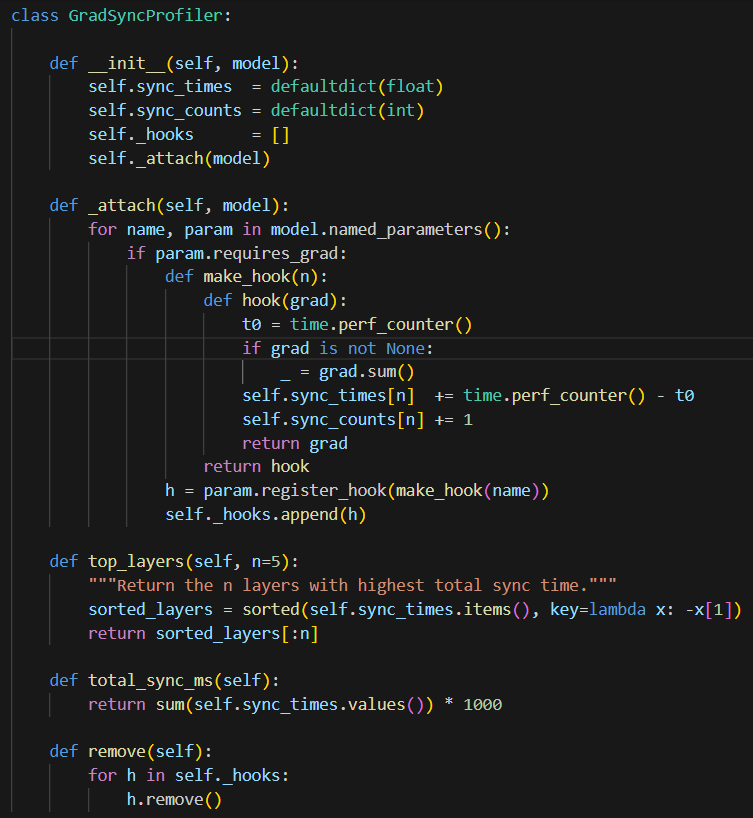 class GradSyncProfiler:
    def __init__(self, model):
        self.sync_times  = defaultdict(float)
        self.sync_counts = defaultdict(int)
        self._hooks      = []
        self._attach(model)
    def _attach(self, model):
        for name, param in model.named_parameters():
            if param.requires_grad:
                def make_hook(n):
                    def hook(grad):
                        t0 = time.perf_counter()
                        if grad is not None:
                            _ = grad.sum()
                        self.sync_times[n]  += time.perf_counter() - t0
                        self.sync_counts[n] += 1
                        return grad
                    return hook
                h = param.register_hook(make_hook(name))
                self._hooks.append(h)
    def top_layers(self, n=5):
        """Return the n layers with highest total sync time."""
        sorted_layers = sorted(self.sync_times.items(), key=lambda x: -x[1])
        return sorted_layers[:n]
    def total_sync_ms(self):
        return sum(self.sync_times.values()) * 1000
    def remove(self):
        for h in self._hooks:
            h.remove()